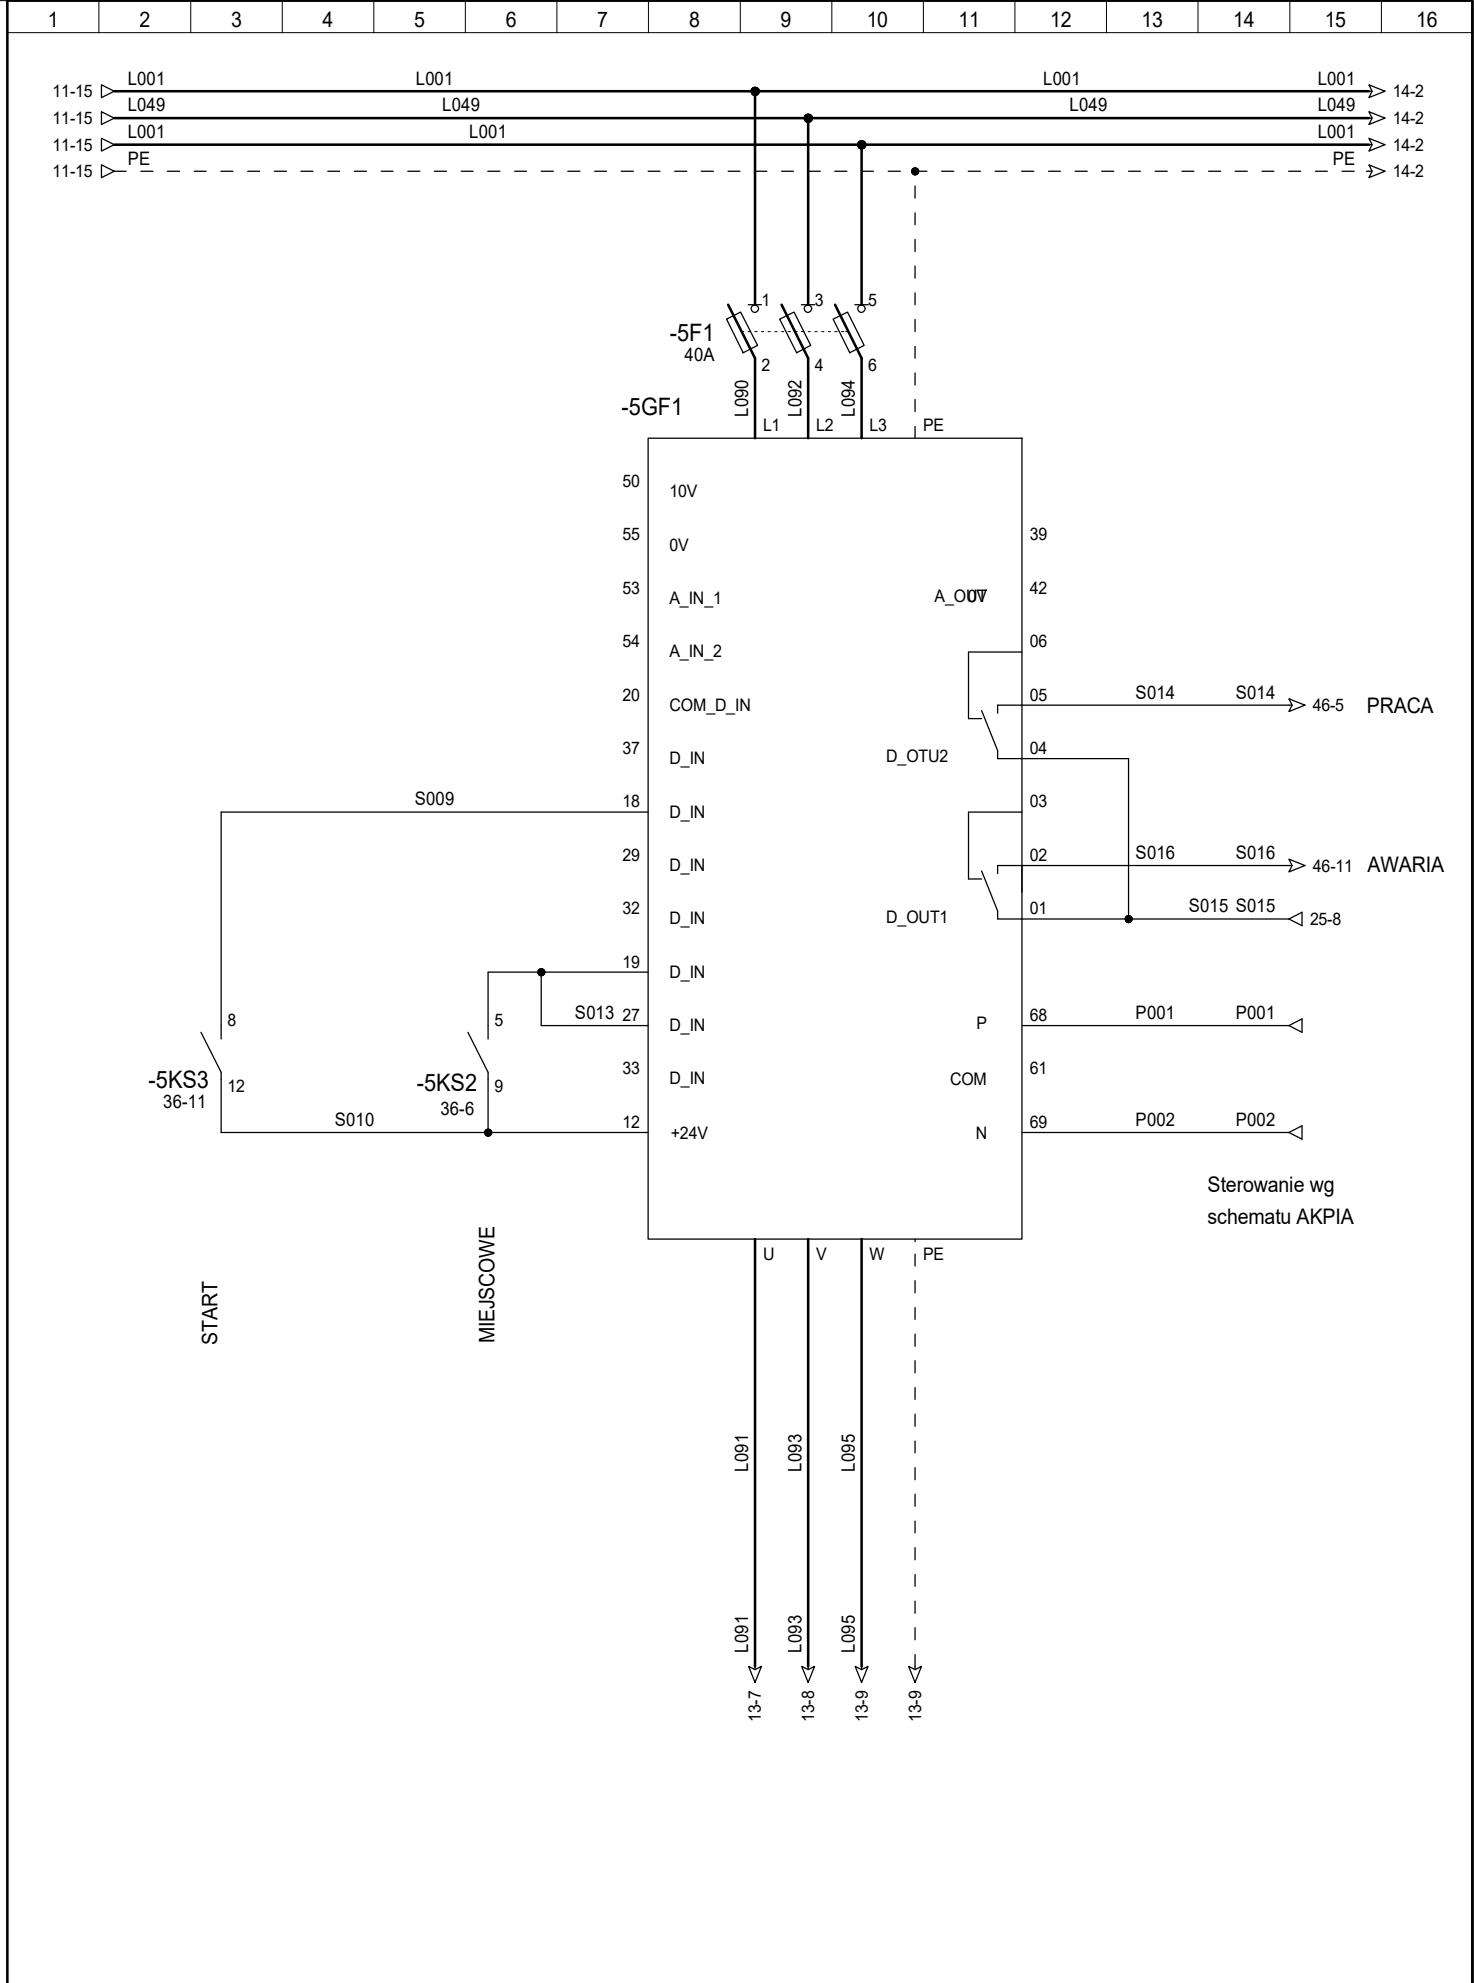 1 2 3 4 5 6 7 8 9 10 11 12 13 14 15 16
L001 L001 L001 L001
11-15 14-2
L049 L049 L049 L049
11-15 14-2
L001 L001 L001
11-15 14-2
PE PE
11-15 14-2
1 3 5
-5F1
40A
2 4 6
L090 L092 L094
-5GF1
L1 L2 L3 PE
50 10V
55 0V 39
53 A_IN_1 A_OUT 42
54 A_IN_2 06
20 COM_D_IN 05 S014 S014 46-5 PRACA
37 D_IN D_OTU2 04
S009 18 D_IN 03
29 D_IN 02 S016 S016 46-11 AWARIA
32 D_IN D_OUT1 01 S015 S015 25-8
19 D_IN
8 5 S013 27 D_IN P 68 P001 P001
-5KS3 12 -5KS2 9 33 D_IN COM 61
36-11 36-6
S010 12 +24V N 69 P002 P002
Sterowanie wg
schematu AKPIA
START
MIEJSCOWE
U V W PE
L091 L093 L095
L091 L093 L095
13-7 13-8 13-9 13-9